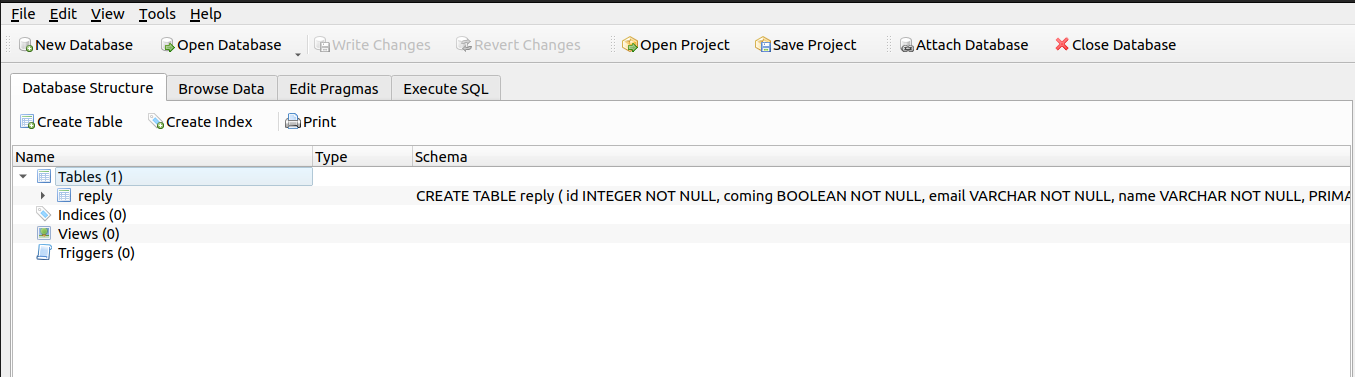 File Edit View Tools Help
New Database Open Database Write Changes Revert Changes Open Project Save Project Attach Database Close Database
Database Structure Browse Data Edit Pragmas Execute SQL
Create Table Create Index Print
Name Type Schema
Tables (1)
reply CREATE TABLE reply ( id INTEGER NOT NULL, coming BOOLEAN NOT NULL, email VARCHAR NOT NULL, name VARCHAR NOT NULL, PRIMA
Indices (0)
Views (0)
Triggers (0)